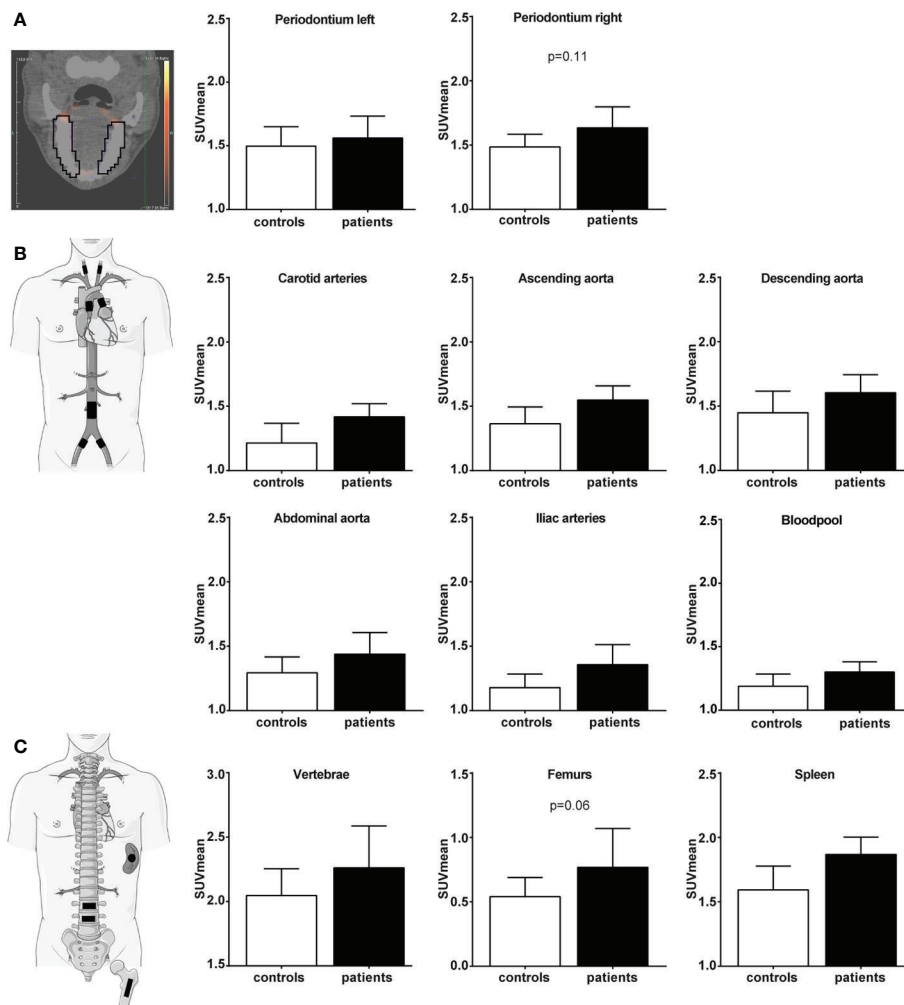 A
Periodontium left
2.5
2.0
1.5
1.0
SUVmean
controls patients
Periodontium right
p=0.11
2.5
2.0
1.5
1.0
SUVmean
controls patients
B
Carotid arteries
2.5
2.0
1.5
1.0
SUVmean
controls patients
Ascending aorta
2.5
2.0
1.5
1.0
SUVmean
controls patients
Descending aorta
2.5
2.0
1.5
1.0
SUVmean
controls patients
Abdominal aorta
2.5
2.0
1.5
1.0
SUVmean
controls patients
Iliac arteries
2.5
2.0
1.5
1.0
SUVmean
controls patients
Bloodpool
2.5
2.0
1.5
1.0
SUVmean
controls patients
C
Vertebrae
3.0
2.5
2.0
1.5
SUVmean
controls patients
Femurs
p=0.06
1.5
1.0
0.5
0.0
SUVmean
controls patients
Spleen
2.5
2.0
1.5
1.0
SUVmean
controls patients